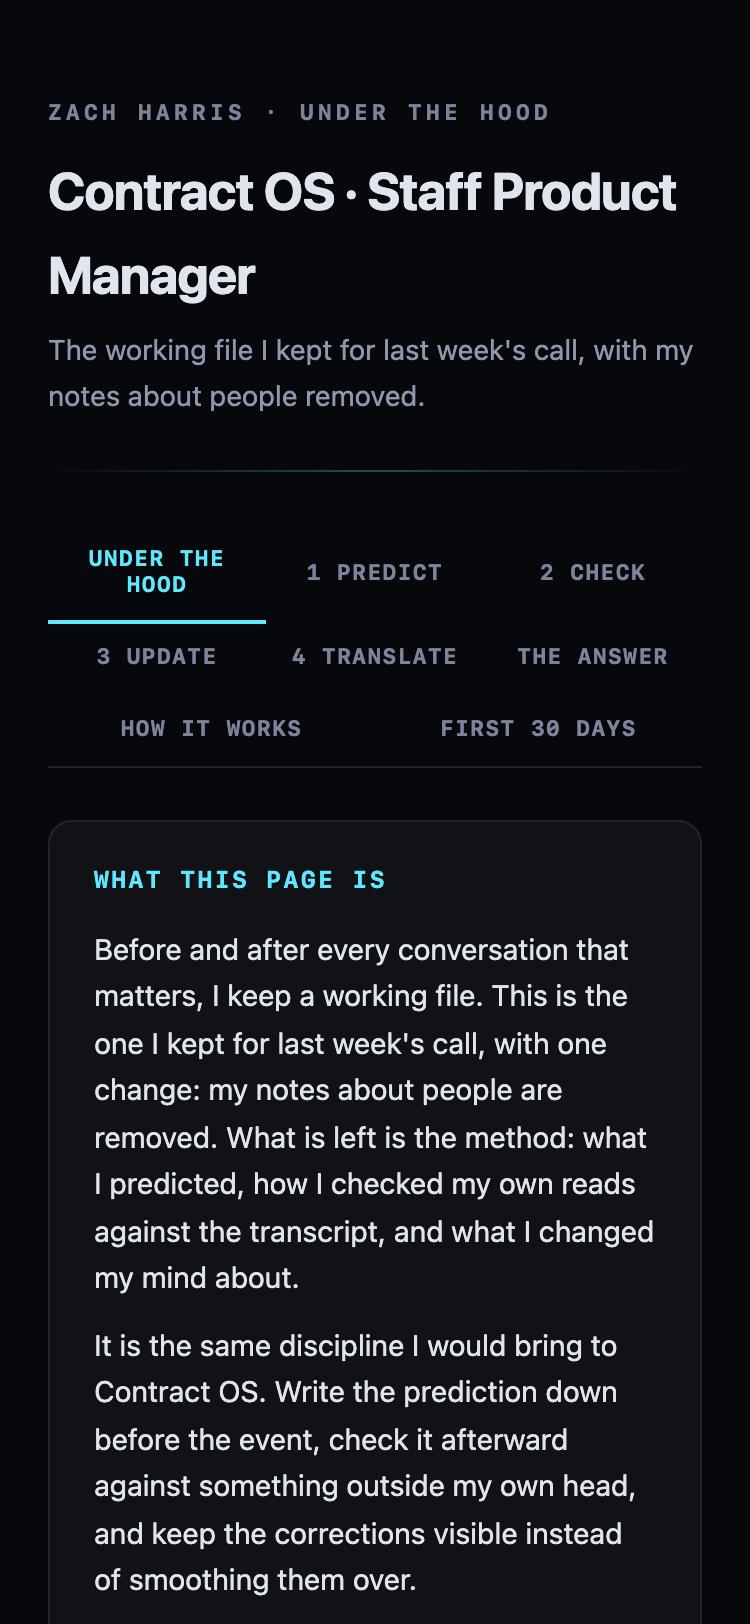 ZACH HARRIS · UNDER THE HOOD
Contract OS · Staff Product
Manager
The working file I kept for last week's call, with my
notes about people removed.
UNDER THE
HOOD
1 PREDICT
2 CHECK
3 UPDATE
4 TRANSLATE
THE ANSWER
HOW IT WORKS
FIRST 30 DAYS
WHAT THIS PAGE IS
Before and after every conversation that
matters, I keep a working file. This is the
one I kept for last week's call, with one
change: my notes about people are
removed. What is left is the method: what
I predicted, how I checked my own reads
against the transcript, and what I changed
my mind about.
It is the same discipline I would bring to
Contract OS. Write the prediction down
before the event, check it afterward
against something outside my own head,
and keep the corrections visible instead
of smoothing them over.